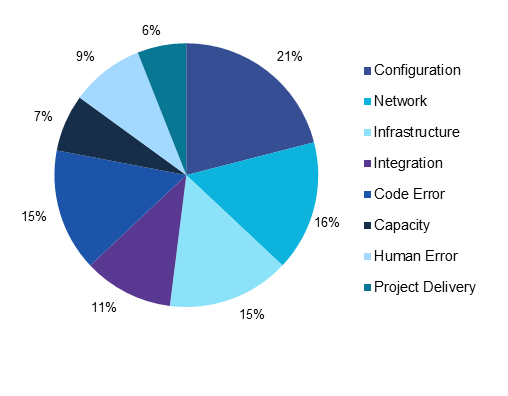 6%
21%
9%
7%
16%
15%
11%
15%
Configuration
Network
Infrastructure
Integration
Code Error
Capacity
Human Error
Project Delivery